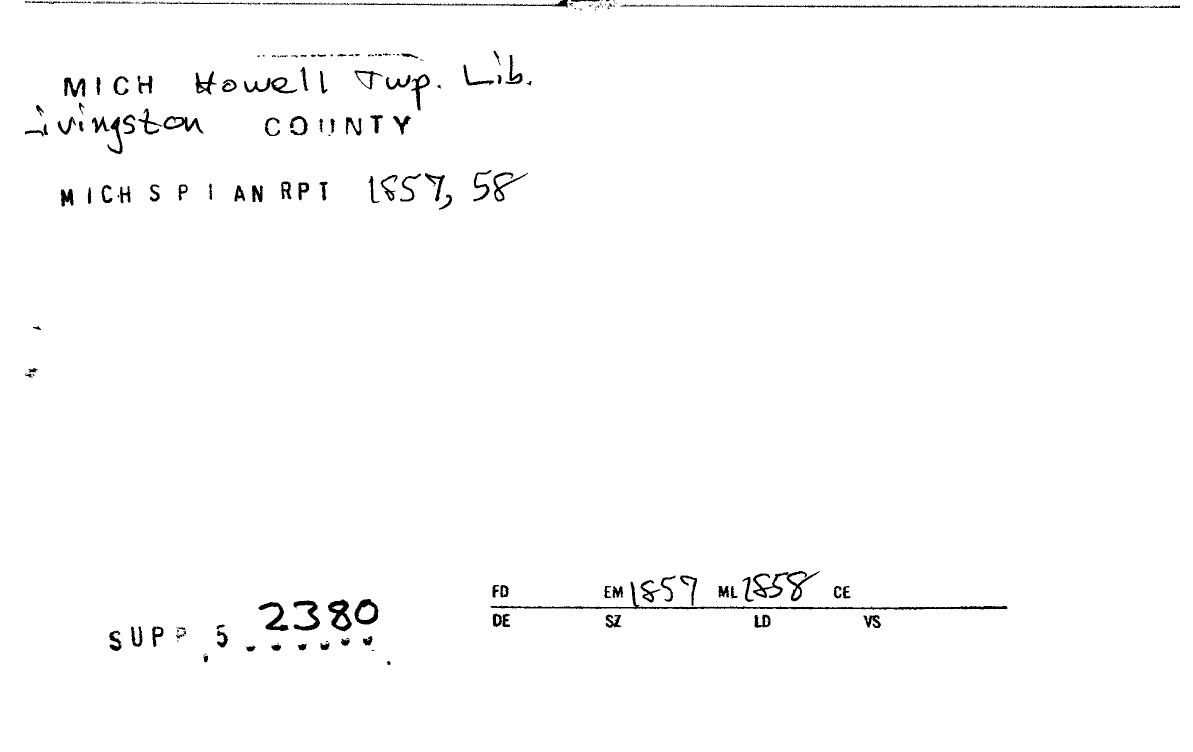 MICH Howell Twp. Lib.
Livingston COUNTY
MICH S P I AN RPT 1857, 58
FD EM 1857 ML 1858 CE
DE SZ LD VS
SUPP 5 2380